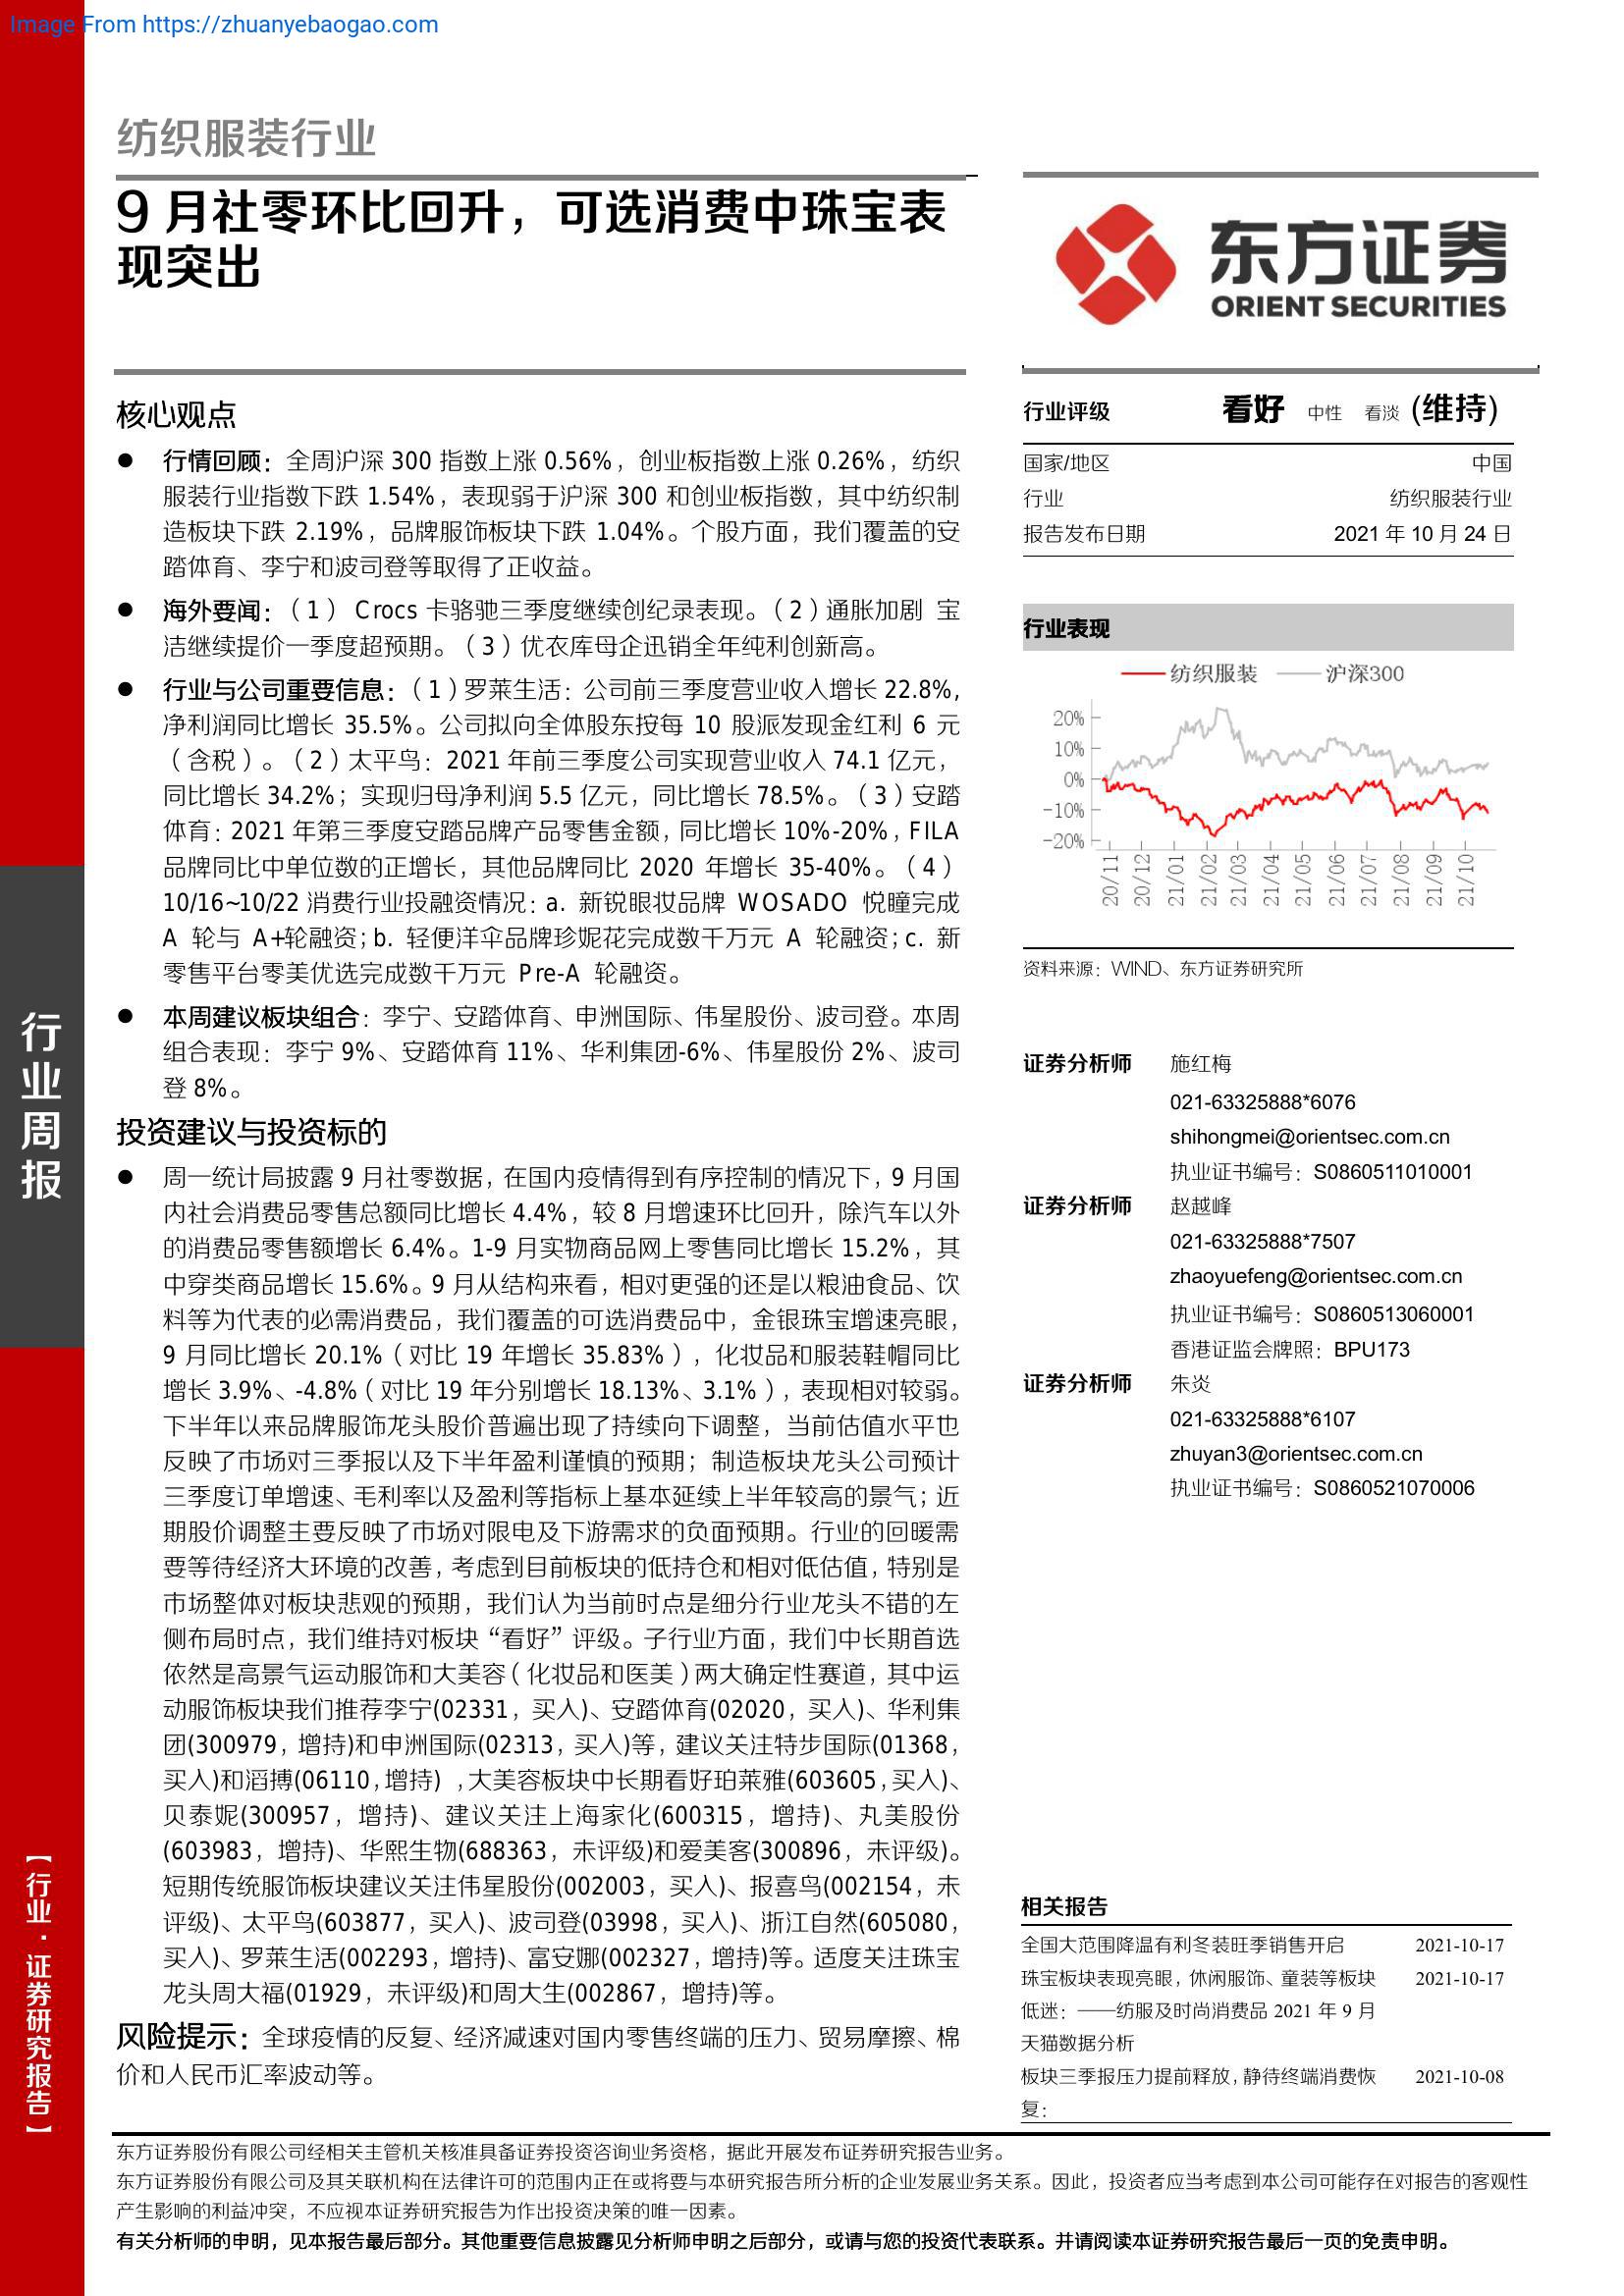 Image From https://zhuanyebaogao.com
纺织服装行业
9 月社零环比回升，可选消费中珠宝表
现突出
东方证券
ORIENT SECURITIES
核心观点
● 行情回顾：全周沪深 300 指数上涨 0.56%，创业板指数上涨 0.26%，纺织
服装行业指数下跌 1.54%，表现弱于沪深 300 和创业板指数，其中纺织制
造板块下跌 2.19%，品牌服饰板块下跌 1.04%。个股方面，我们覆盖的安
踏体育、李宁和波司登等取得了正收益。
● 海外要闻：（1） Crocs 卡骆驰三季度继续创纪录表现。（2）通胀加剧 宝
洁继续提价一季度超预期。（3）优衣库母企迅销全年纯利创新高。
● 行业与公司重要信息：（1）罗莱生活：公司前三季度营业收入增长 22.8%，
净利润同比增长 35.5%。公司拟向全体股东按每 10 股派发现金红利 6 元
（含税）。（2）太平鸟：2021 年前三季度公司实现营业收入 74.1 亿元，
同比增长 34.2%；实现归母净利润 5.5 亿元，同比增长 78.5%。（3）安踏
体育：2021 年第三季度安踏品牌产品零售金额，同比增长 10%-20%，FILA
品牌同比中单位数的正增长，其他品牌同比 2020 年增长 35-40%。（4）
10/16~10/22 消费行业投融资情况：a. 新锐眼妆品牌 WOSADO 悦瞳完成
A 轮与 A+轮融资；b. 轻便洋伞品牌珍妮花完成数千万元 A 轮融资；c. 新
零售平台零美优选完成数千万元 Pre-A 轮融资。
● 本周建议板块组合：李宁、安踏体育、申洲国际、伟星股份、波司登。本周
组合表现：李宁 9%、安踏体育 11%、华利集团-6%、伟星股份 2%、波司
登 8%。
投资建议与投资标的
● 周一统计局披露 9 月社零数据，在国内疫情得到有序控制的情况下，9 月国
内社会消费品零售总额同比增长 4.4%，较 8 月增速环比回升，除汽车以外
的消费品零售额增长 6.4%。1-9 月实物商品网上零售同比增长 15.2%，其
中穿类商品增长 15.6%。9 月从结构来看，相对更强的还是以粮油食品、饮
料等为代表的必需消费品，我们覆盖的可选消费品中，金银珠宝增速亮眼，
9 月同比增长 20.1%（对比 19 年增长 35.83%），化妆品和服装鞋帽同比
增长 3.9%、-4.8%（对比 19 年分别增长 18.13%、3.1%），表现相对较弱。
下半年以来品牌服饰龙头股价普遍出现了持续向下调整，当前估值水平也
反映了市场对三季报以及下半年盈利谨慎的预期；制造板块龙头公司预计
三季度订单增速、毛利率以及盈利等指标上基本延续上半年较高的景气；近
期股价调整主要反映了市场对限电及下游需求的负面预期。行业的回暖需
要等待经济大环境的改善，考虑到目前板块的低持仓和相对低估值，特别是
市场整体对板块悲观的预期，我们认为当前时点是细分行业龙头不错的左
侧布局时点，我们维持对板块“看好”评级。子行业方面，我们中长期首选
依然是高景气运动服饰和大美容（化妆品和医美）两大确定性赛道，其中运
动服饰板块我们推荐李宁(02331，买入)、安踏体育(02020，买入)、华利集
团(300979，增持)和申洲国际(02313，买入)等，建议关注特步国际(01368，
买入)和滔搏(06110，增持) ，大美容板块中长期看好珀莱雅(603605，买入)、
贝泰妮(300957，增持)、建议关注上海家化(600315，增持)、丸美股份
(603983，增持)、华熙生物(688363，未评级)和爱美客(300896，未评级)。
短期传统服饰板块建议关注伟星股份(002003，买入)、报喜鸟(002154，未
评级)、太平鸟(603877，买入)、波司登(03998，买入)、浙江自然(605080，
买入)、罗莱生活(002293，增持)、富安娜(002327，增持)等。适度关注珠宝
龙头周大福(01929，未评级)和周大生(002867，增持)等。
风险提示：全球疫情的反复、经济减速对国内零售终端的压力、贸易摩擦、棉
价和人民币汇率波动等。
行业评级 看好 中性 看淡 (维持)
国家/地区 中国
行业 纺织服装行业
报告发布日期 2021 年 10 月 24 日
行业表现
纺织服装 沪深300
20%
10%
0%
-10%
-20%
20/11 20/12 21/01 21/02 21/03 21/04 21/05 21/06 21/07 21/08 21/09 21/10
资料来源：WIND、东方证券研究所
证券分析师 施红梅
021-63325888*6076
shihongmei@orientsec.com.cn
执业证书编号：S0860511010001
证券分析师 赵越峰
021-63325888*7507
zhaoyuefeng@orientsec.com.cn
执业证书编号：S0860513060001
香港证监会牌照：BPU173
证券分析师 朱炎
021-63325888*6107
zhuyan3@orientsec.com.cn
执业证书编号：S0860521070006
相关报告
全国大范围降温有利冬装旺季销售开启 2021-10-17
珠宝板块表现亮眼，休闲服饰、童装等板块 2021-10-17
低迷：——纺服及时尚消费品 2021 年 9 月
天猫数据分析
板块三季报压力提前释放，静待终端消费恢 2021-10-08
复：
行业周报
【行业·证券研究报告】
东方证券股份有限公司经相关主管机关核准具备证券投资咨询业务资格，据此开展发布证券研究报告业务。
东方证券股份有限公司及其关联机构在法律许可的范围内正在或将要与本研究报告所分析的企业发展业务关系。因此，投资者应当考虑到本公司可能存在对报告的客观性
产生影响的利益冲突，不应视本证券研究报告为作出投资决策的唯一因素。
有关分析师的申明，见本报告最后部分。其他重要信息披露见分析师申明之后部分，或请与您的投资代表联系。并请阅读本证券研究报告最后一页的免责申明。